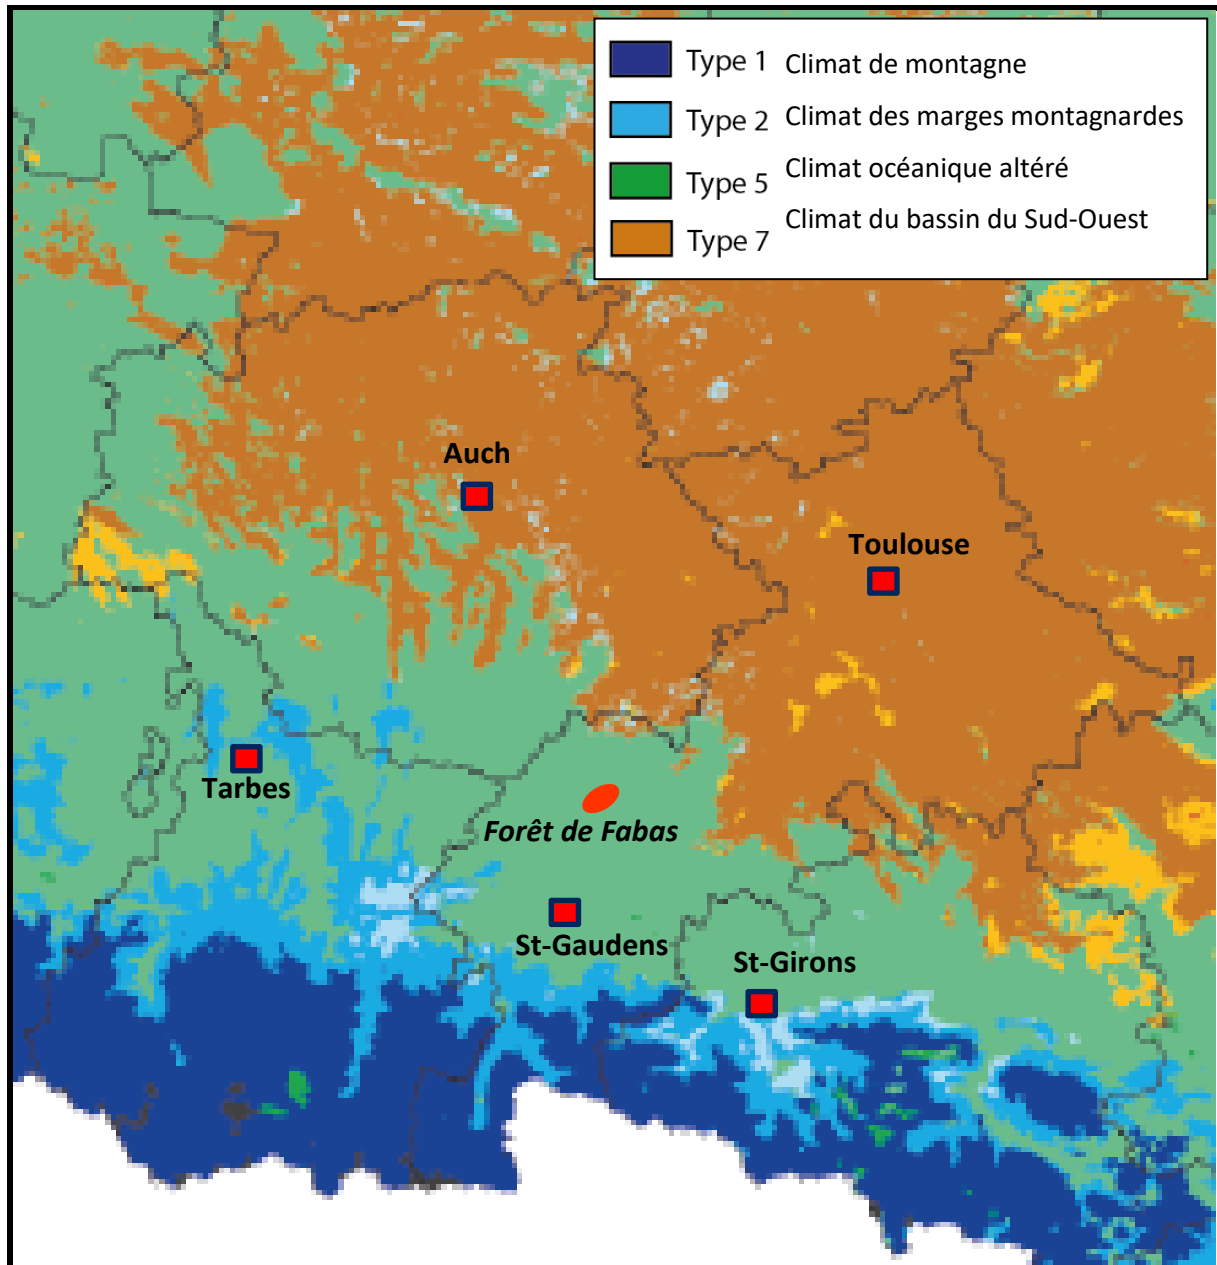 Type 1 Climat de montagne
Type 2 Climat des marges montagnardes
Type 5 Climat océanique altéré
Type 7 Climat du bassin du Sud-Ouest
Auch
Toulouse
Tarbes
Forêt de Fabas
St-Gaudens
St-Girons